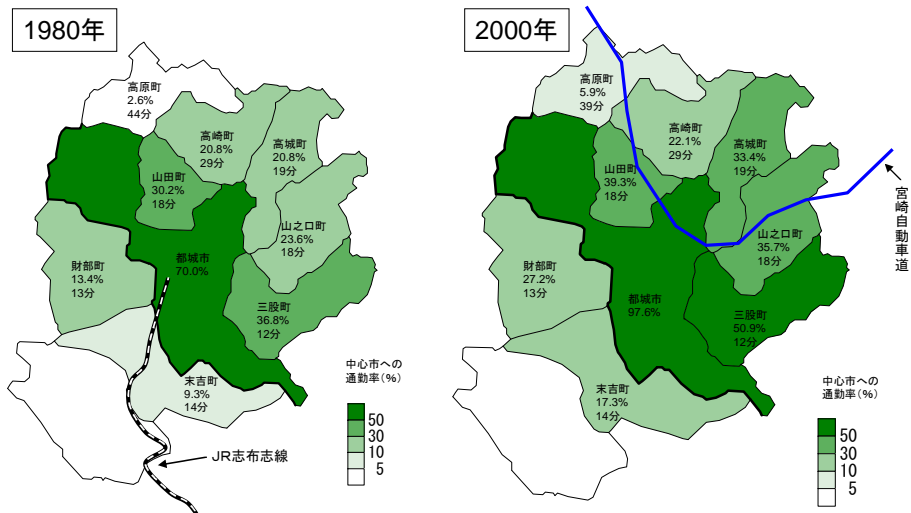 1980年
高原町
2.6%
44分
高崎町
20.8%
29分
高城町
20.8%
19分
山田町
30.2%
18分
山之口町
23.6%
18分
都城市
70.0%
財部町
13.4%
13分
三股町
36.8%
12分
末吉町
9.3%
14分
JR志布志線
中心市への
通勤率(%)
50
30
10
5
2000年
高原町
5.9%
39分
高崎町
22.1%
29分
高城町
33.4%
19分
山田町
39.3%
18分
山之口町
35.7%
18分
宮崎自動車道
財部町
27.2%
13分
都城市
97.6%
三股町
50.9%
12分
末吉町
17.3%
14分
中心市への
通勤率(%)
50
30
10
5